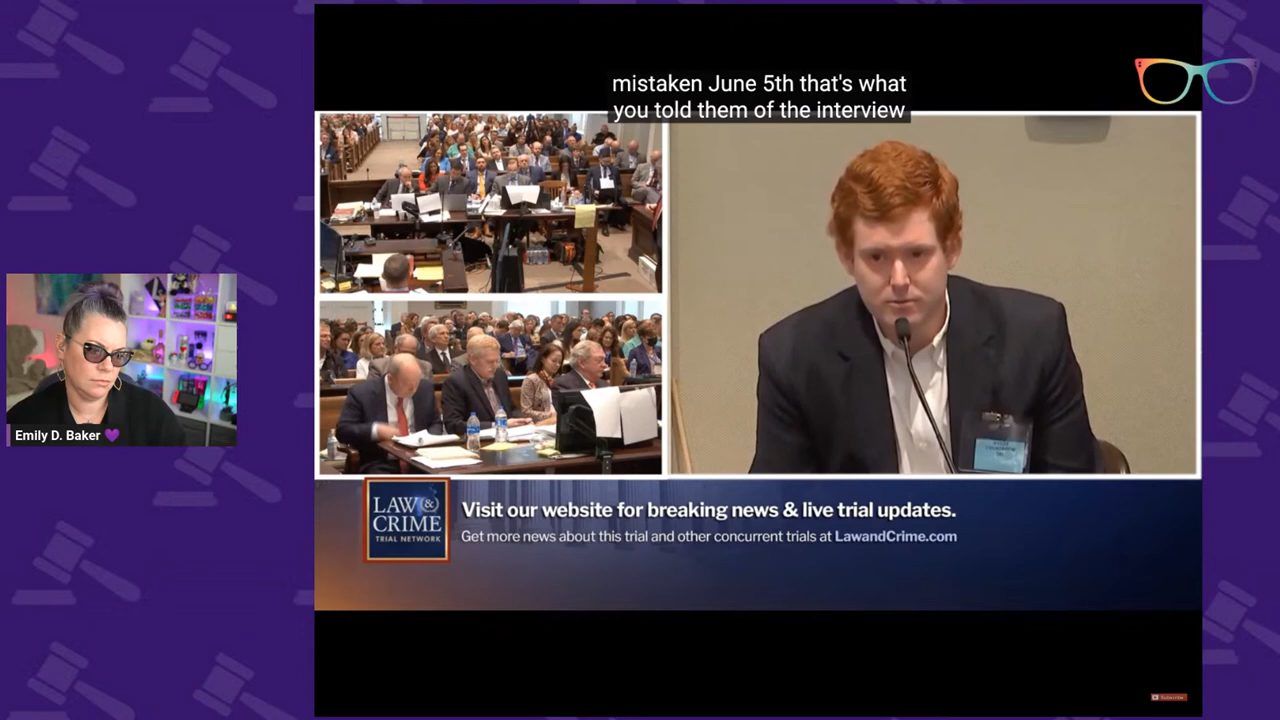 mistaken June 5th that's what
you told them of the interview
Emily D. Baker 💜
LAW &
CRIME
TRIAL NETWORK
Visit our website for breaking news & live trial updates.
Get more news about this trial and other concurrent trials at LawandCrime.com
Subscribe